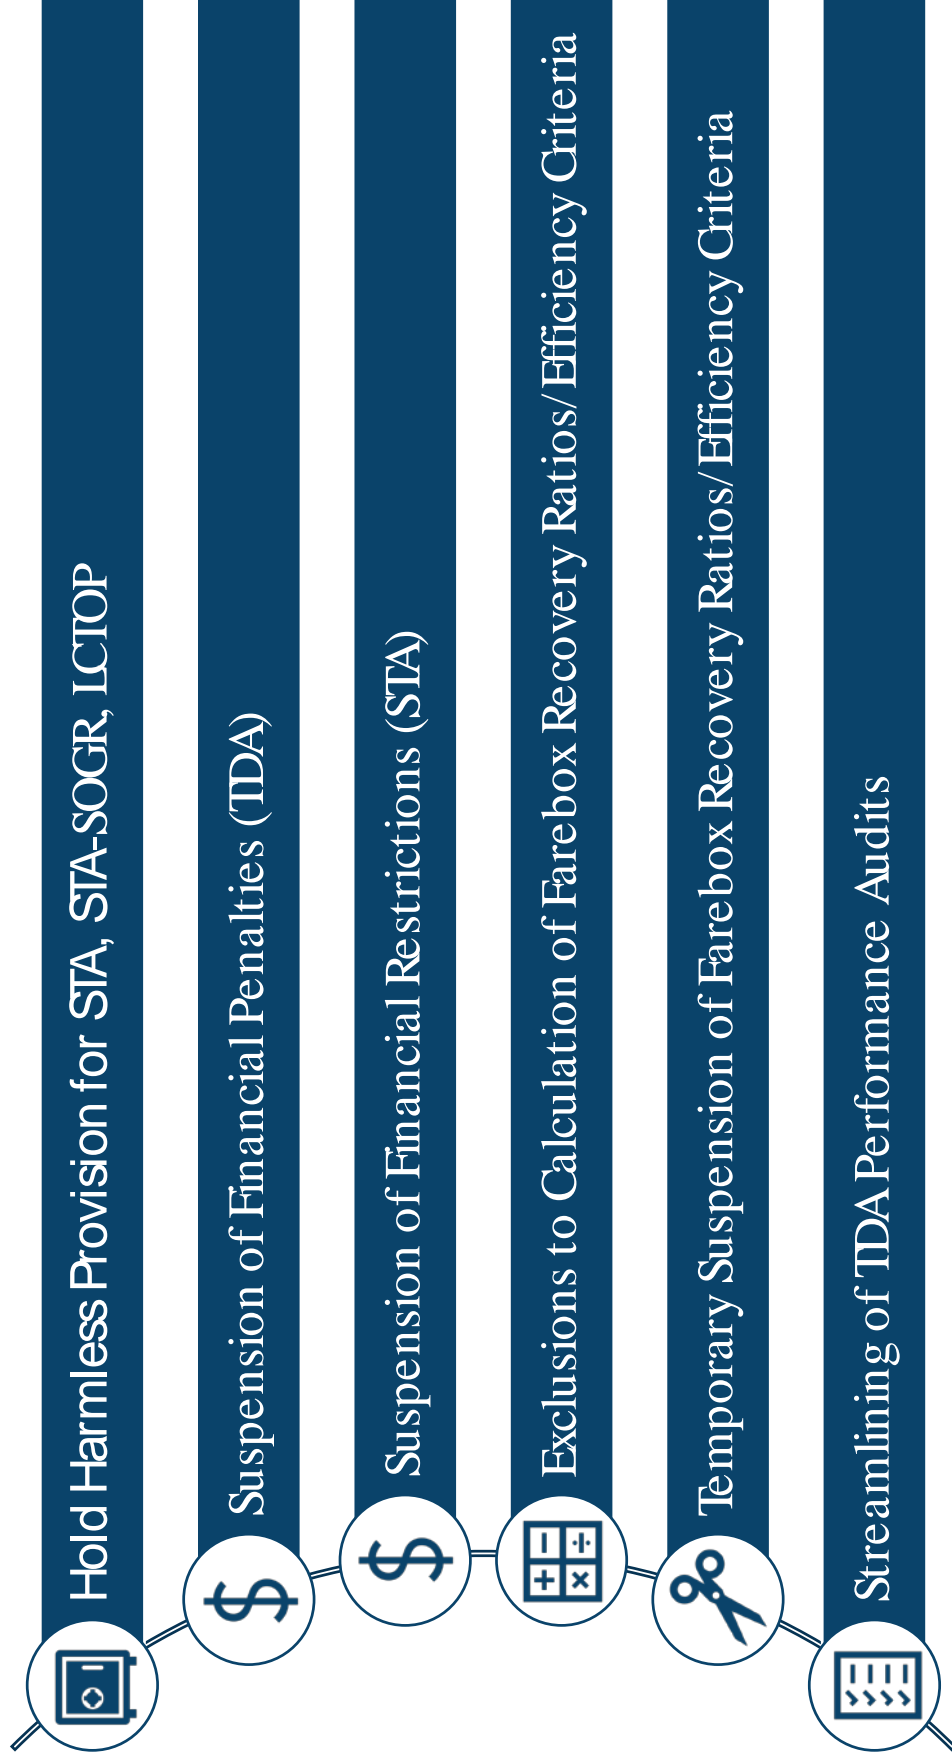 Hold Harmless Provision for STA, STA-SOGR, LCTOP
Suspension of Financial Penalties (TDA)
Suspension of Financial Restrictions (STA)
Exclusions to Calculation of Farebox Recovery Ratios/Efficiency Criteria
Temporary Suspension of Farebox Recovery Ratios/Efficiency Criteria
Streamlining of TDA Performance Audits